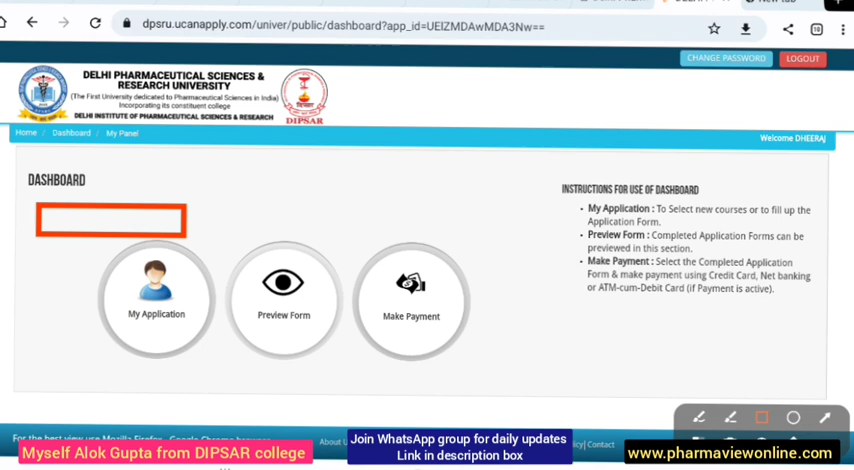 New Tab
dpsru.ucanapply.com/univer/public/dashboard?app_id=UEIZMDAwMDA3Nw==
10
CHANGE PASSWORD LOGOUT
DELHI PHARMACEUTICAL SCIENCES &
RESEARCH UNIVERSITY
(The First University dedicated to Pharmaceutical Sciences in India)
Incorporating its constituent college
DELHI INSTITUTE OF PHARMACEUTICAL SCIENCES & RESEARCH
DIPSAR
Home / Dashboard / My Panel
Welcome DHEERAJ
DASHBOARD
My Application
Preview Form
Make Payment
INSTRUCTIONS FOR USE OF DASHBOARD
• My Application : To Select new courses or to fill up the
Application Form.
• Preview Form : Completed Application Forms can be
previewed in this section.
• Make Payment : Select the Completed Application
Form & make payment using Credit Card, Net banking
or ATM-cum-Debit Card (if Payment is active).
For the best view use Mozilla Firefox, Google Chrome browser
About U
Contact
Myself Alok Gupta from DIPSAR college
Join WhatsApp group for daily updates
Link in description box
www.pharmaviewonline.com